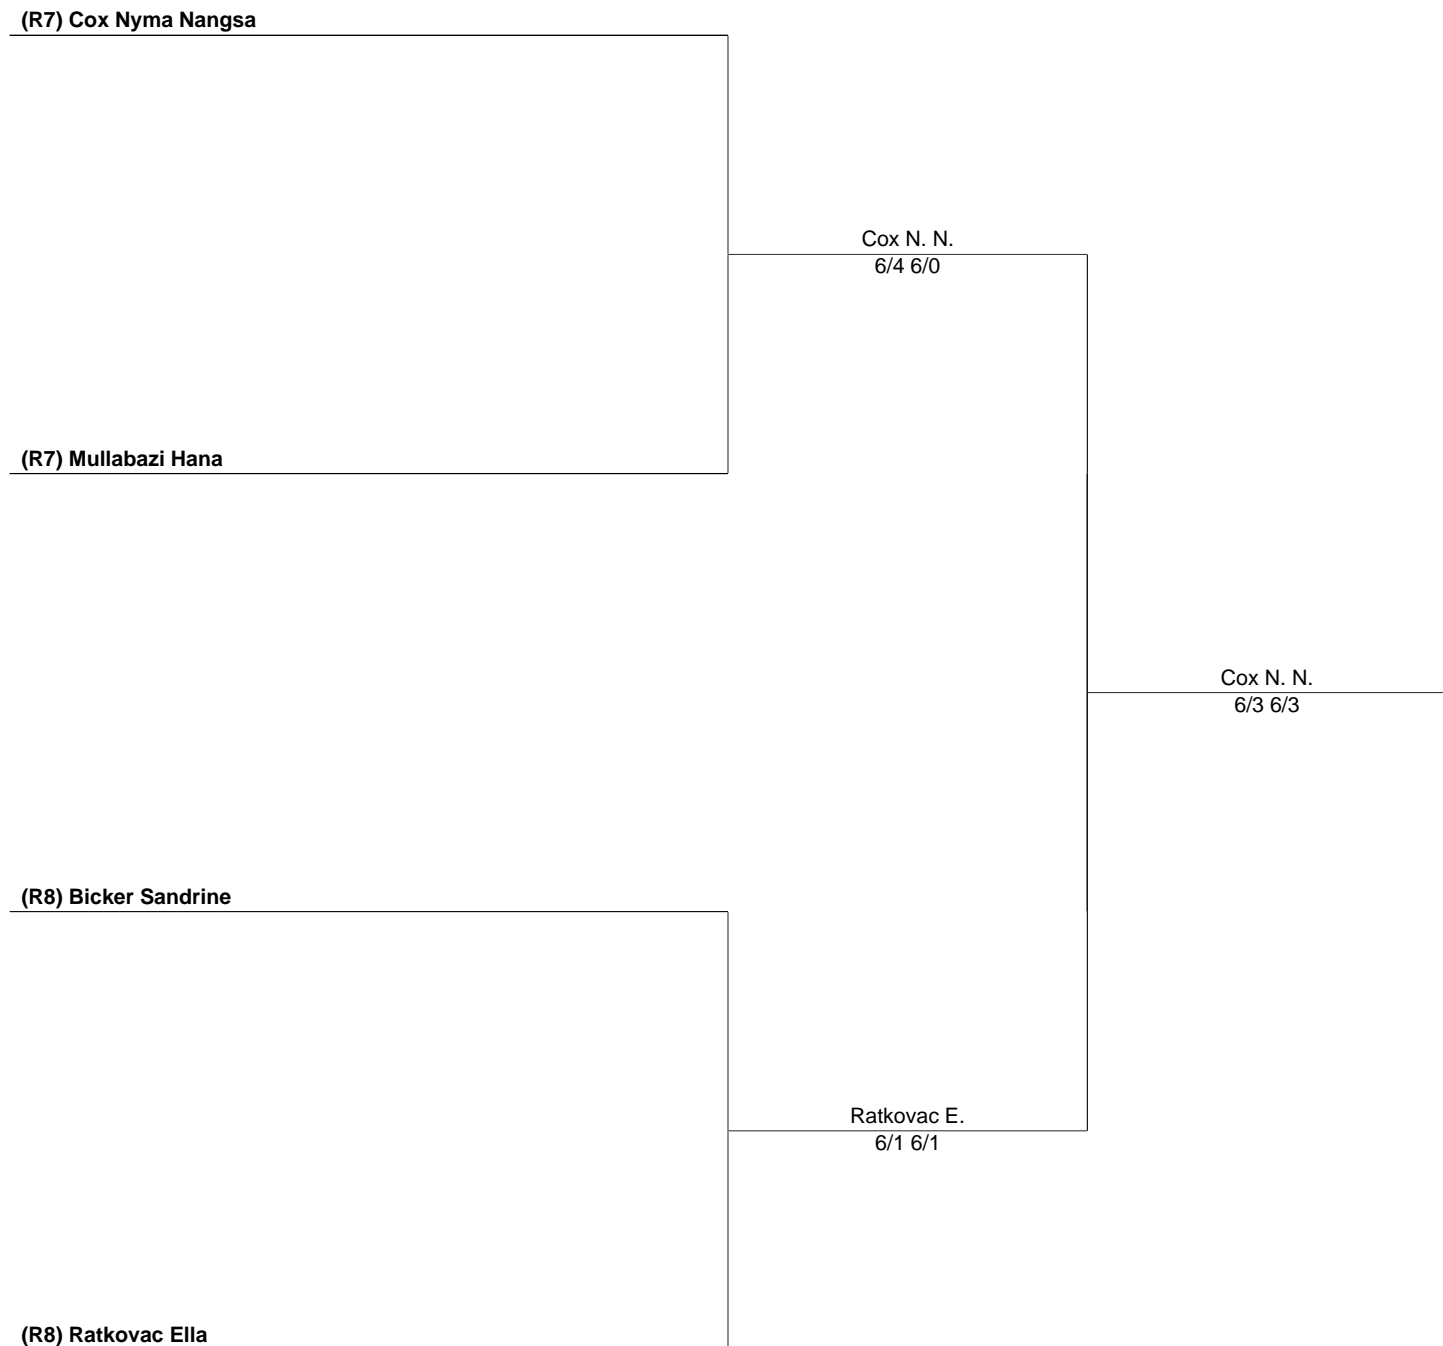 (R7) Cox Nyma Nangsa
Cox N. N.
6/4 6/0
(R7) Mullabazi Hana
Cox N. N.
6/3 6/3
(R8) Bicker Sandrine
Ratkovac E.
6/1 6/1
(R8) Ratkovac Ella